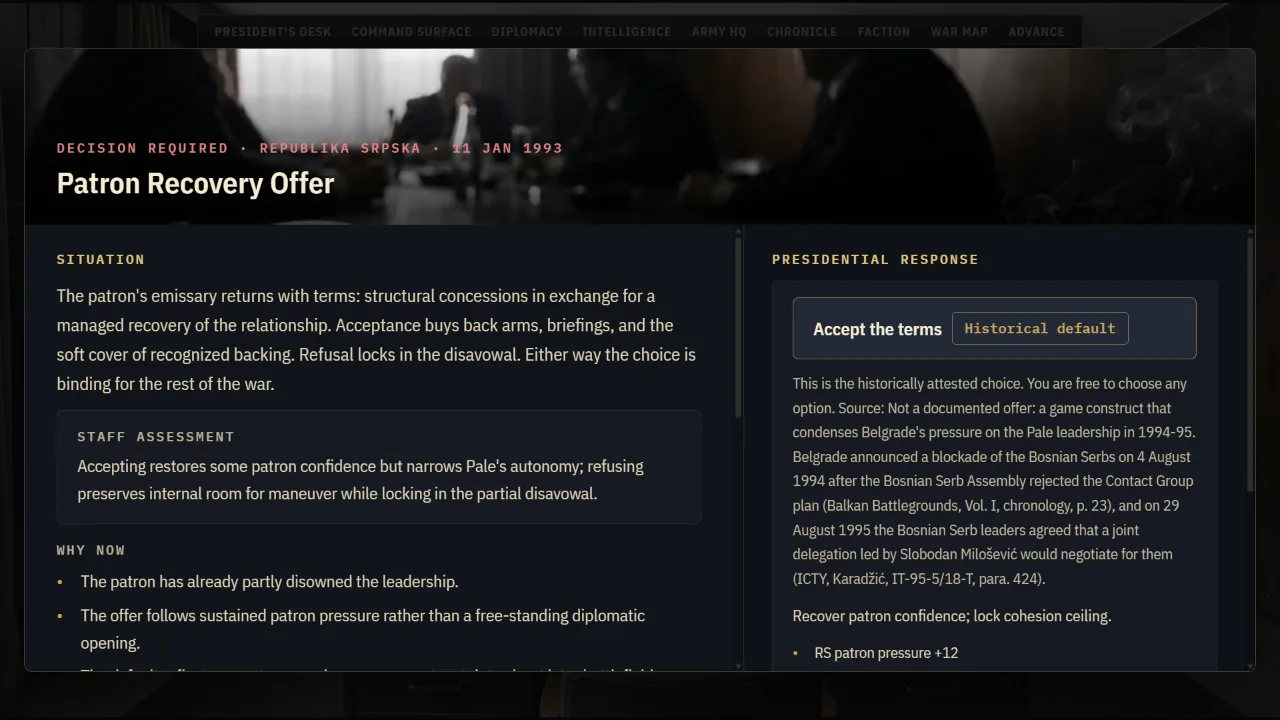 PRESIDENT'S DESK COMMAND SURFACE DIPLOMACY INTELLIGENCE ARMY HQ CHRONICLE FACTION WAR MAP ADVANCE
DECISION REQUIRED · REPUBLIKA SRPSKA · 11 JAN 1993
Patron Recovery Offer
SITUATION
The patron's emissary returns with terms: structural concessions in exchange for a
managed recovery of the relationship. Acceptance buys back arms, briefings, and the
soft cover of recognized backing. Refusal locks in the disavowal. Either way the choice is
binding for the rest of the war.
STAFF ASSESSMENT
Accepting restores some patron confidence but narrows Pale's autonomy; refusing
preserves internal room for maneuver while locking in the partial disavowal.
WHY NOW
• The patron has already partly disowned the leadership.
• The offer follows sustained patron pressure rather than a free-standing diplomatic
opening.
PRESIDENTIAL RESPONSE
Accept the terms Historical default
This is the historically attested choice. You are free to choose any
option. Source: Not a documented offer: a game construct that
condenses Belgrade's pressure on the Pale leadership in 1994-95.
Belgrade announced a blockade of the Bosnian Serbs on 4 August
1994 after the Bosnian Serb Assembly rejected the Contact Group
plan (Balkan Battlegrounds, Vol. I, chronology, p. 23), and on 29
August 1995 the Bosnian Serb leaders agreed that a joint
delegation led by Slobodan Milošević would negotiate for them
(ICTY, Karadžić, IT-95-5/18-T, para. 424).
Recover patron confidence; lock cohesion ceiling.
• RS patron pressure +12